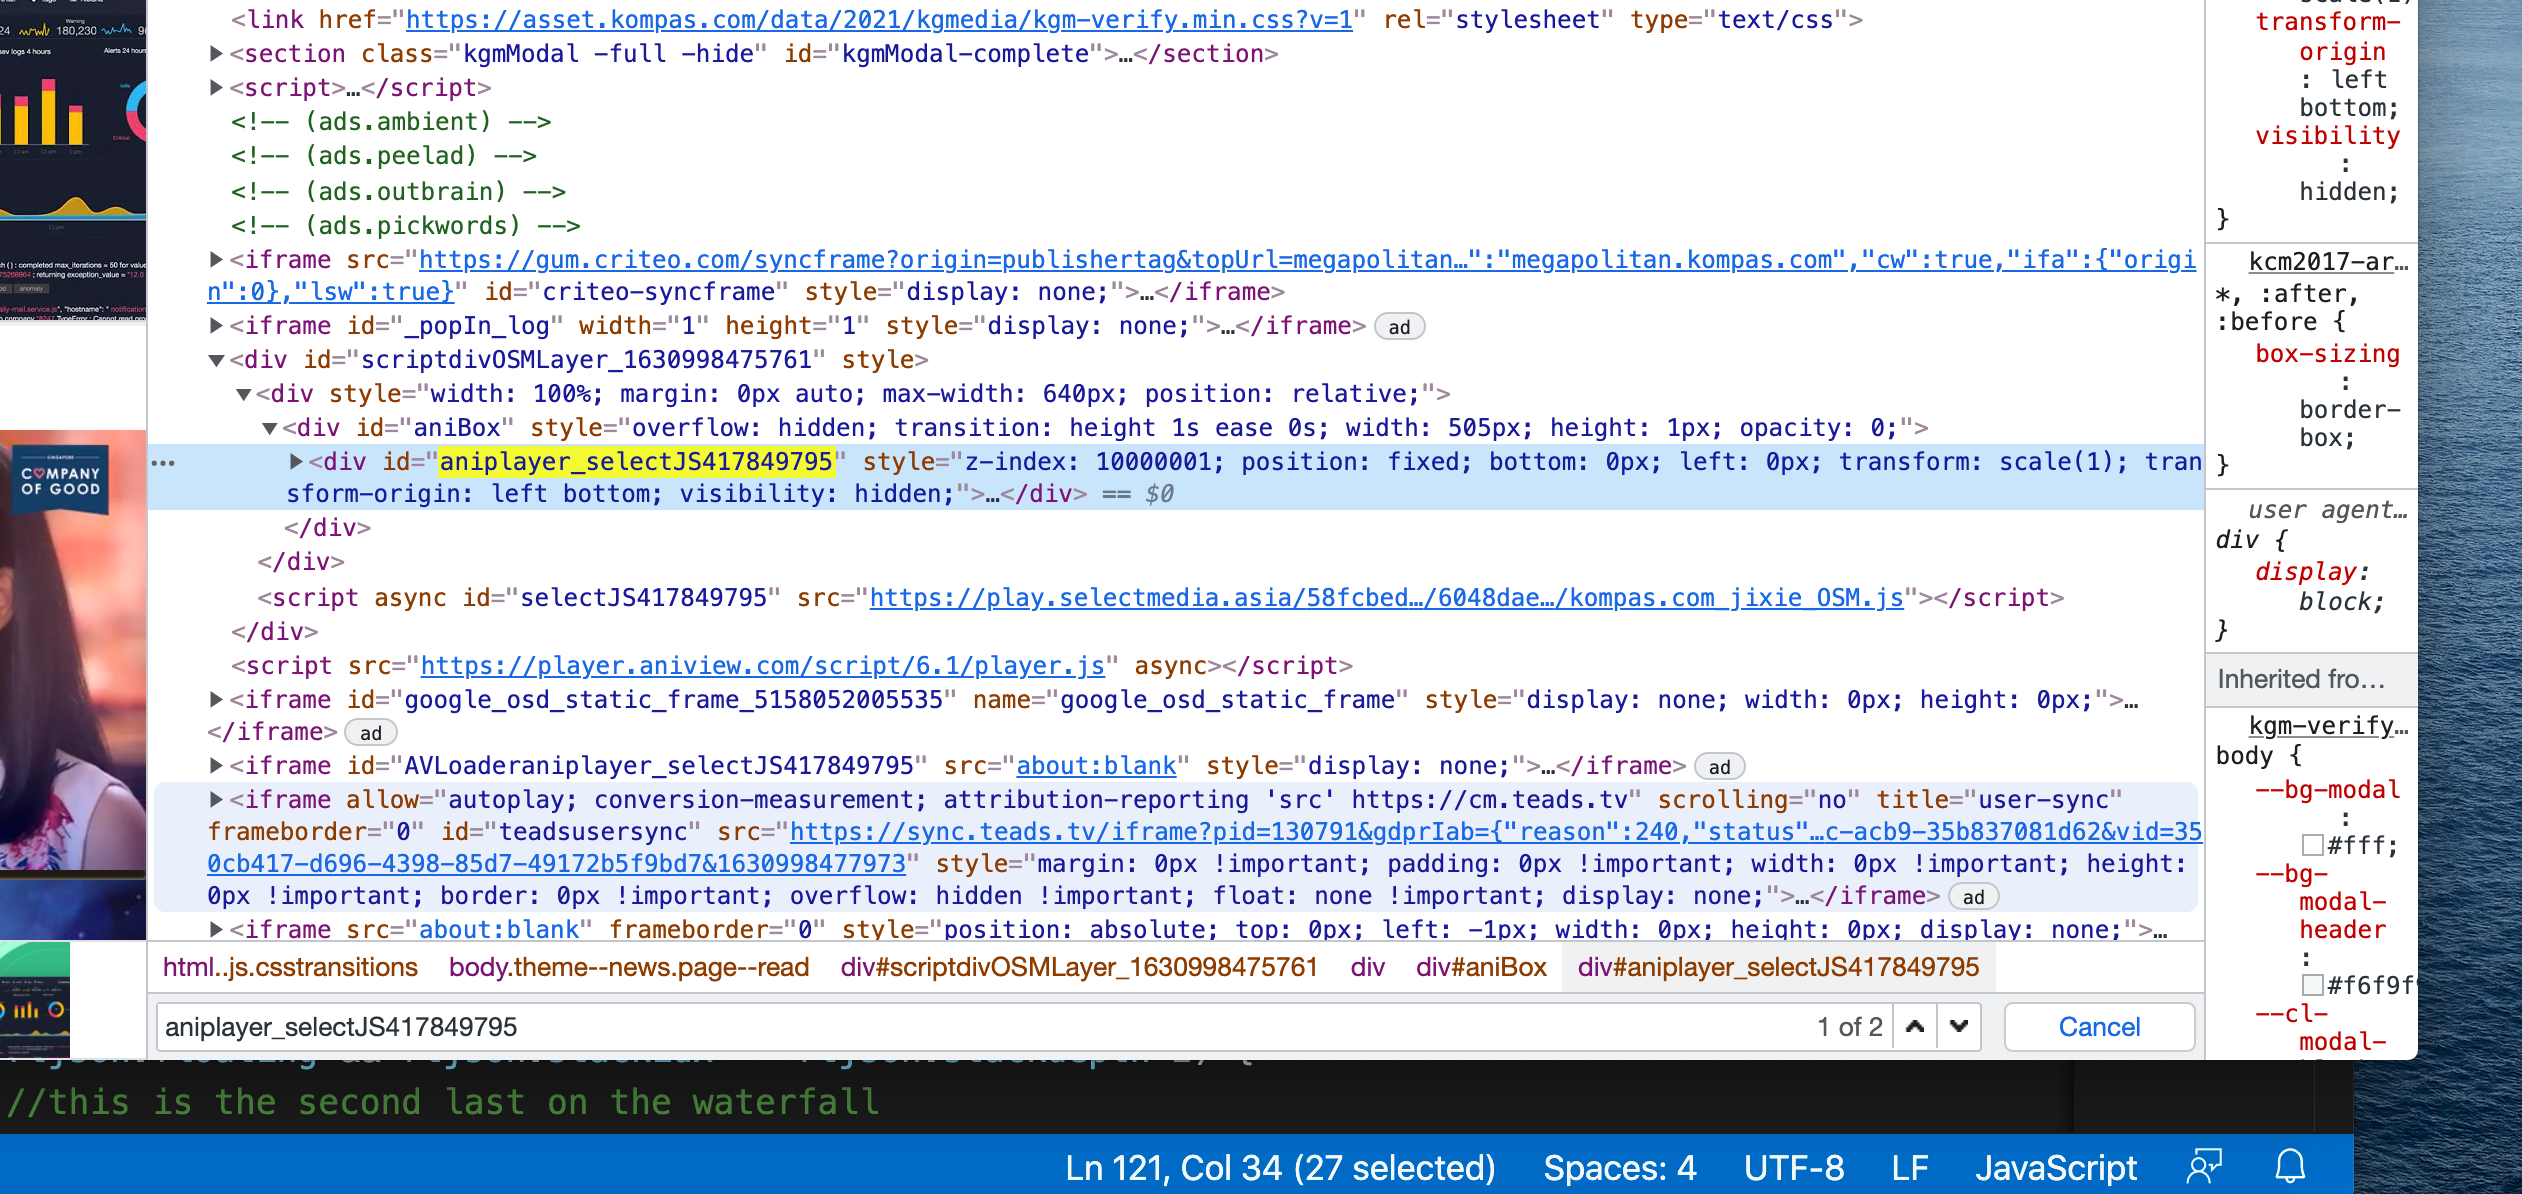 <link href="https://asset.kompas.com/data/2021/kgmedia/kgm-verify.min.css?v=1" rel="stylesheet" type="text/css">
<section class="kgmModal -full -hide" id="kgmModal-complete">…</section>
<script>…</script>
<!-- (ads.ambient) -->
<!-- (ads.peelad) -->
<!-- (ads.outbrain) -->
<!-- (ads.pickwords) -->
<iframe src="https://gum.criteo.com/syncframe?origin=publishertag&topUrl=megapolitan…":"megapolitan.kompas.com","cw":true,"ifa":{"origi
n":0},"lsw":true}" id="criteo-syncframe" style="display: none;">…</iframe>
<iframe id="_popIn_log" width="1" height="1" style="display: none;">…</iframe> ad
<div id="scriptdivOSMLayer_1630998475761" style>
<div style="width: 100%; margin: 0px auto; max-width: 640px; position: relative;">
<div id="aniBox" style="overflow: hidden; transition: height 1s ease 0s; width: 505px; height: 1px; opacity: 0;">
<div id="aniplayer_selectJS417849795" style="z-index: 10000001; position: fixed; bottom: 0px; left: 0px; transform: scale(1); tran
sform-origin: left bottom; visibility: hidden;">…</div> == $0
</div>
</div>
<script async id="selectJS417849795" src="https://play.selectmedia.asia/58fcbed…/6048dae…/kompas.com_jixie_OSM.js"></script>
</div>
<script src="https://player.aniview.com/script/6.1/player.js" async></script>
<iframe id="google_osd_static_frame_5158052005535" name="google_osd_static_frame" style="display: none; width: 0px; height: 0px;">…
</iframe> ad
<iframe id="AVLoaderaniplayer_selectJS417849795" src="about:blank" style="display: none;">…</iframe> ad
<iframe allow="autoplay; conversion-measurement; attribution-reporting 'src' https://cm.teads.tv" scrolling="no" title="user-sync"
frameborder="0" id="teadsusersync" src="https://sync.teads.tv/iframe?pid=130791&gdprIab={"reason":240,"status"…c-acb9-35b837081d62&vid=35
0cb417-d696-4398-85d7-49172b5f9bd7&1630998477973" style="margin: 0px !important; padding: 0px !important; width: 0px !important; height:
0px !important; border: 0px !important; overflow: hidden !important; float: none !important; display: none;">…</iframe> ad
<iframe src="about:blank" frameborder="0" style="position: absolute; top: 0px; left: -1px; width: 0px; height: 0px; display: none;">…
html..js.csstransitions body.theme--news.page--read div#scriptdivOSMLayer_1630998475761 div div#aniBox div#aniplayer_selectJS417849795
aniplayer_selectJS417849795 1 of 2 Cancel
transform-
origin
: left
bottom;
visibility
:
hidden;
}
kcm2017-ar…
*, :after,
:before {
box-sizing
:
border-
box;
}
user agent…
div {
display:
block;
}
Inherited fro…
kgm-verify…
body {
--bg-modal
:
#fff;
--bg-
modal-
header
:
#f6f9f
--cl-
modal-
180,230
Alerts 24 hours
SINGAPORE
COMPANY
OF GOOD
//this is the second last on the waterfall
Ln 121, Col 34 (27 selected) Spaces: 4 UTF-8 LF JavaScript